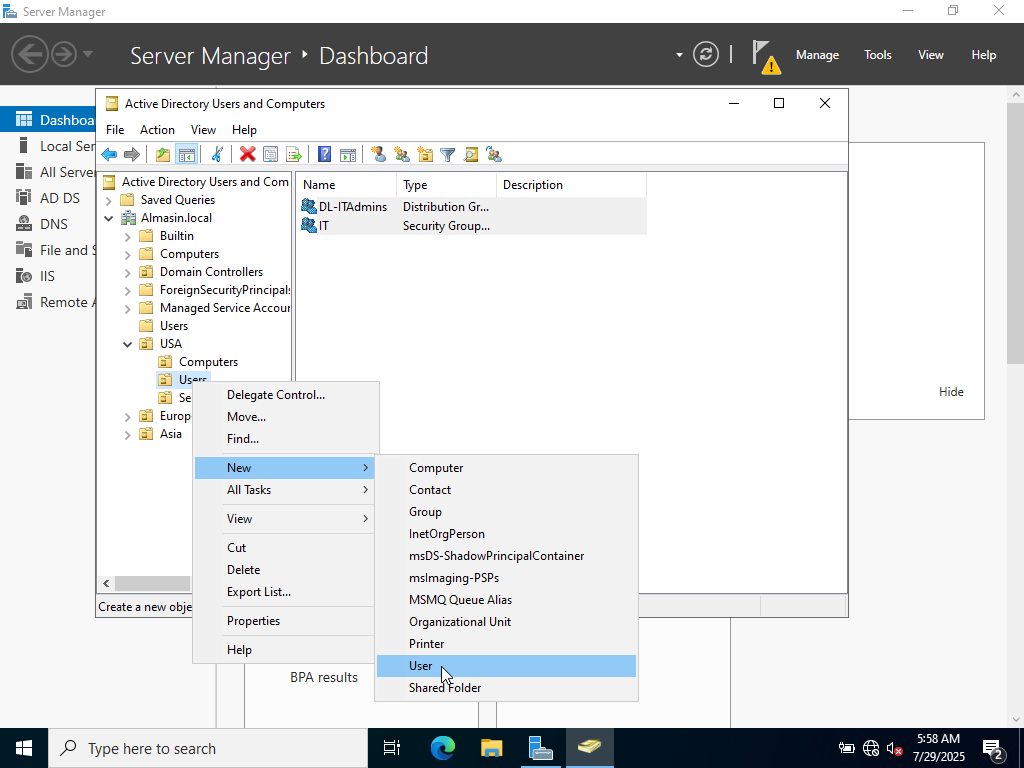 Server Manager
Server Manager ‣ Dashboard
Manage
Tools
View
Help
Dashboa
Local Ser
All Server
AD DS
DNS
File and S
IIS
Remote A
Active Directory Users and Computers
File
Action
View
Help
Active Directory Users and Com
Saved Queries
Almasin.local
Builtin
Computers
Domain Controllers
ForeignSecurityPrincipals
Managed Service Accour
Users
USA
Computers
Users
Se
Europ
Asia
Name
Type
Description
DL-ITAdmins
Distribution Gr...
IT
Security Group...
Create a new obje
Hide
Delegate Control...
Move...
Find...
New
All Tasks
View
Cut
Delete
Export List...
Properties
Help
Computer
Contact
Group
InetOrgPerson
msDS-ShadowPrincipalContainer
msImaging-PSPs
MSMQ Queue Alias
Organizational Unit
Printer
User
Shared Folder
BPA results
Type here to search
5:58 AM
7/29/2025
2